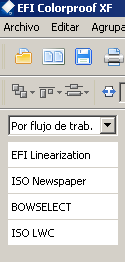 EFI Colorproof XF
Archivo Editar Agrupa
Por flujo de trab.
EFI Linearization
ISO Newspaper
BOWSELECT
ISO LWC